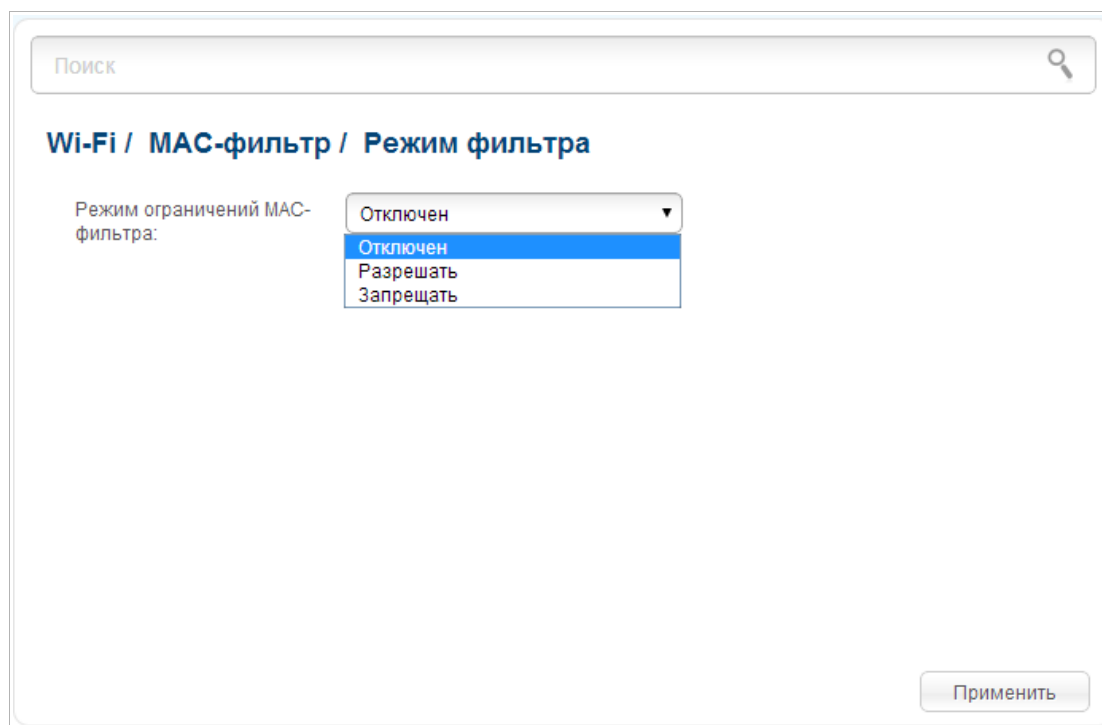 Поиск
Wi-Fi / MAC-фильтр / Режим фильтра
Режим ограничений MAC-
фильтра:
Отключен
Отключен
Разрешать
Запрещать
Применить